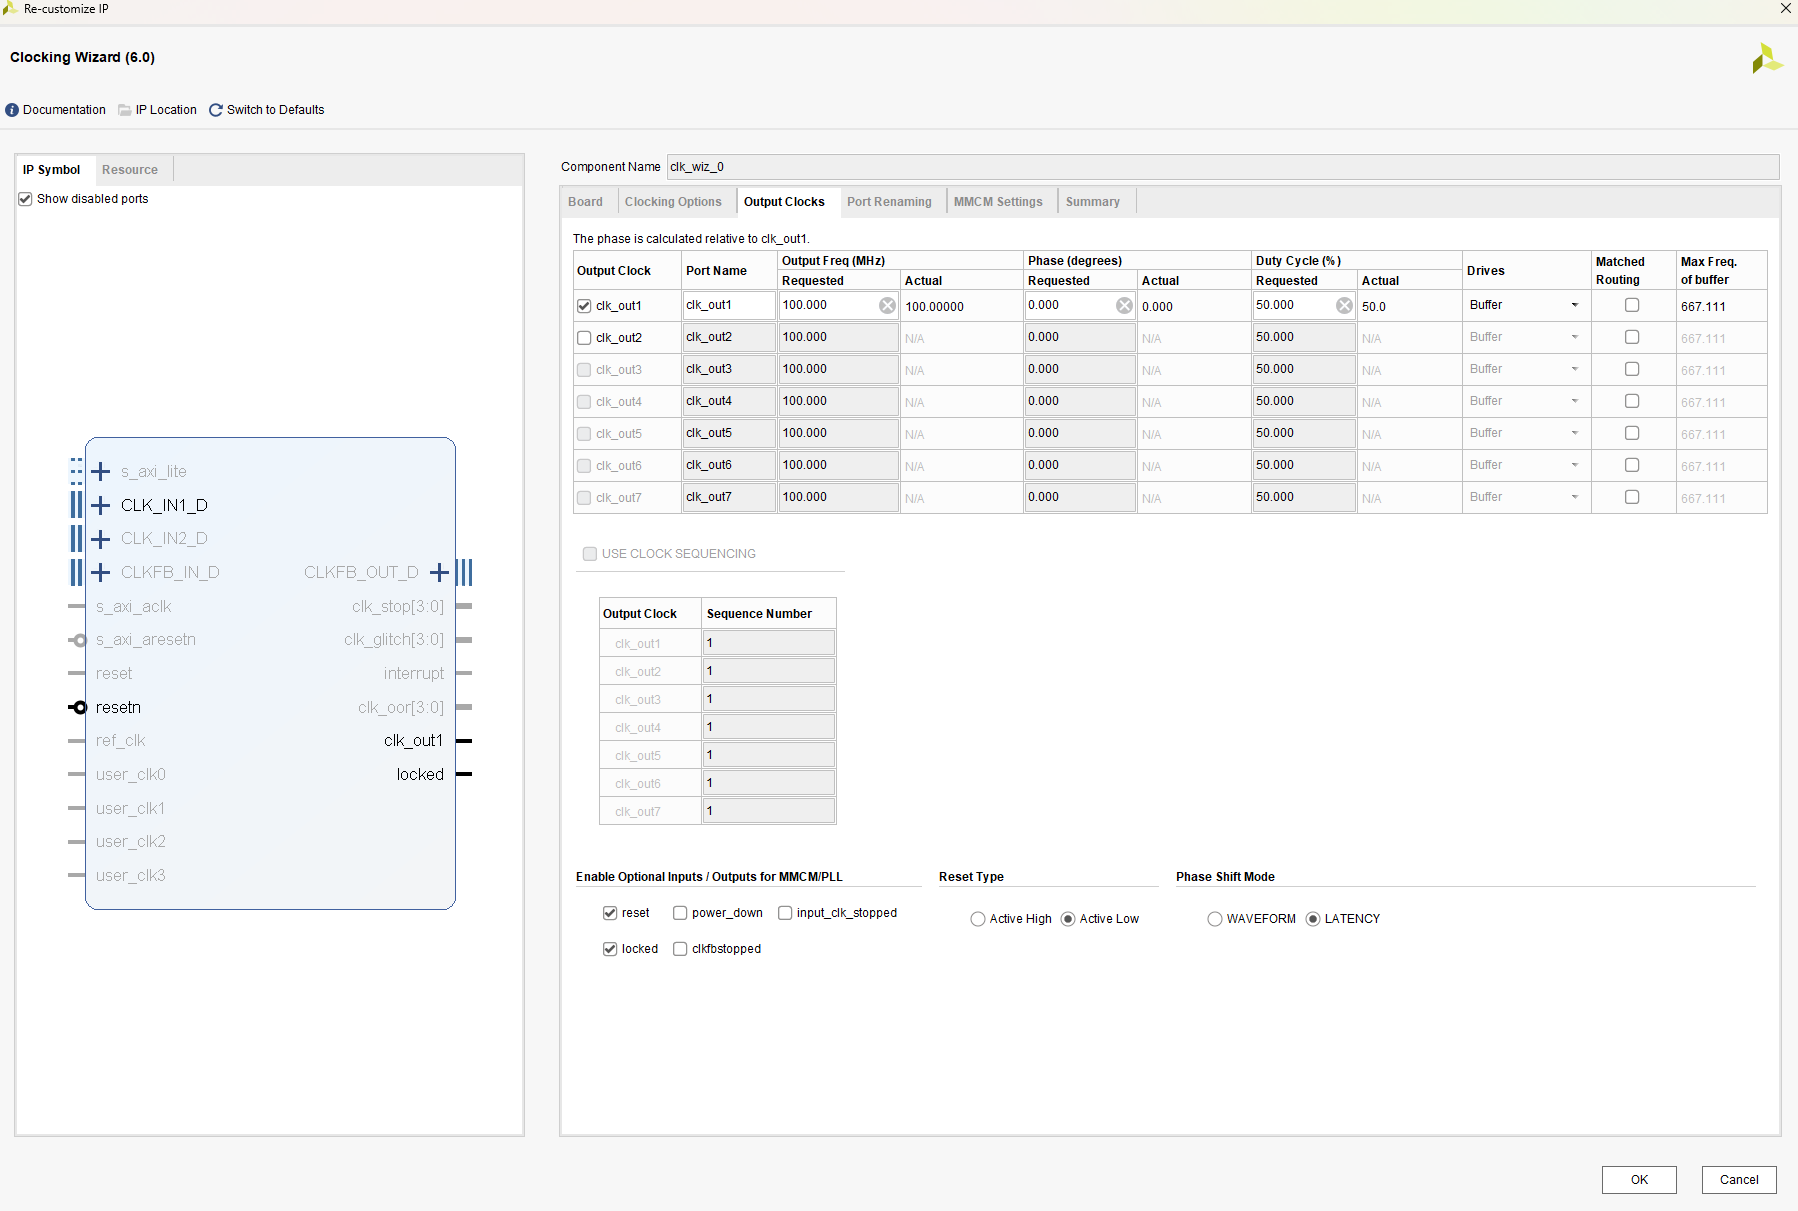 Re-customize IP
Clocking Wizard (6.0)
Documentation IP Location Switch to Defaults
IP Symbol Resource
Show disabled ports
s_axi_lite
CLK_IN1_D
CLK_IN2_D
CLKFB_IN_D CLKFB_OUT_D
s_axi_aclk clk_stop[3:0]
s_axi_aresetn clk_glitch[3:0]
reset interrupt
resetn clk_oor[3:0]
ref_clk clk_out1
user_clk0 locked
user_clk1
user_clk2
user_clk3
Component Name clk_wiz_0
Board Clocking Options Output Clocks Port Renaming MMCM Settings Summary
The phase is calculated relative to clk_out1.
Output Clock Port Name Output Freq (MHz) Phase (degrees) Duty Cycle (%) Drives Matched Routing Max Freq. of buffer
Requested Actual Requested Actual Requested Actual
clk_out1 clk_out1 100.000 100.00000 0.000 0.000 50.000 50.0 Buffer 667.111
clk_out2 clk_out2 100.000 N/A 0.000 N/A 50.000 N/A Buffer 667.111
clk_out3 clk_out3 100.000 N/A 0.000 N/A 50.000 N/A Buffer 667.111
clk_out4 clk_out4 100.000 N/A 0.000 N/A 50.000 N/A Buffer 667.111
clk_out5 clk_out5 100.000 N/A 0.000 N/A 50.000 N/A Buffer 667.111
clk_out6 clk_out6 100.000 N/A 0.000 N/A 50.000 N/A Buffer 667.111
clk_out7 clk_out7 100.000 N/A 0.000 N/A 50.000 N/A Buffer 667.111
USE CLOCK SEQUENCING
Output Clock Sequence Number
clk_out1 1
clk_out2 1
clk_out3 1
clk_out4 1
clk_out5 1
clk_out6 1
clk_out7 1
Enable Optional Inputs / Outputs for MMCM/PLL Reset Type Phase Shift Mode
reset power_down input_clk_stopped Active High Active Low WAVEFORM LATENCY
locked clkfbstopped
OK Cancel